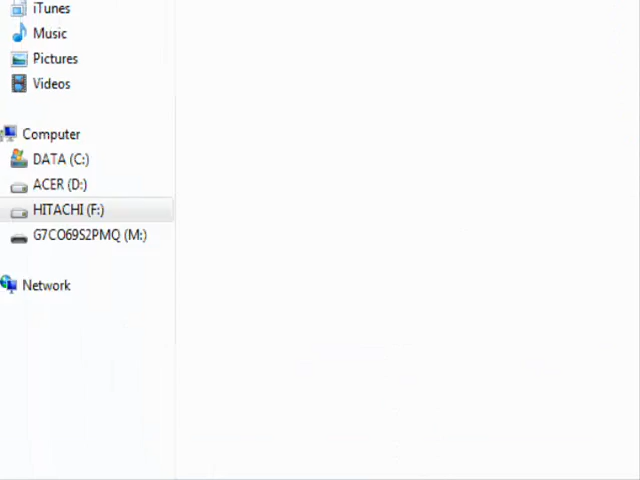 iTunes
Music
Pictures
Videos
Computer
DATA (C:)
ACER (D:)
HITACHI (F:)
G7CO69S2PMQ (M:)
Network